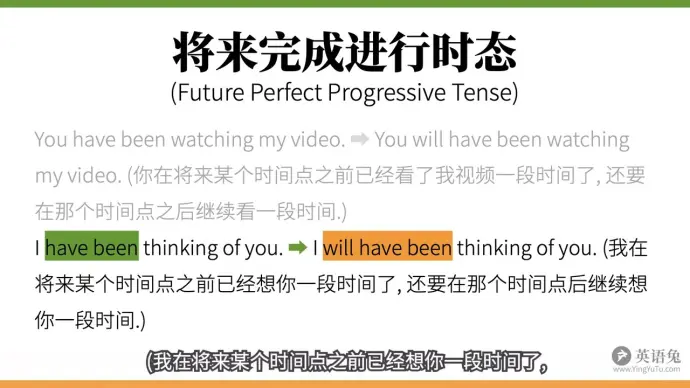 将来完成进行时态
(Future Perfect Progressive Tense)
You have been watching my video. ➡ You will have been watching
my video. (你在将来某个时间点之前已经看了我视频一段时间了, 还要
在那个时间点之后继续看一段时间.)
I have been thinking of you. ➡ I will have been thinking of you. (我在
将来某个时间点之前已经想你一段时间了, 还要在那个时间点后继续想
你一段时间.)
(我在将来某个时间点之前已经想你一段时间了,
英语兔
www.YingYuTu.com